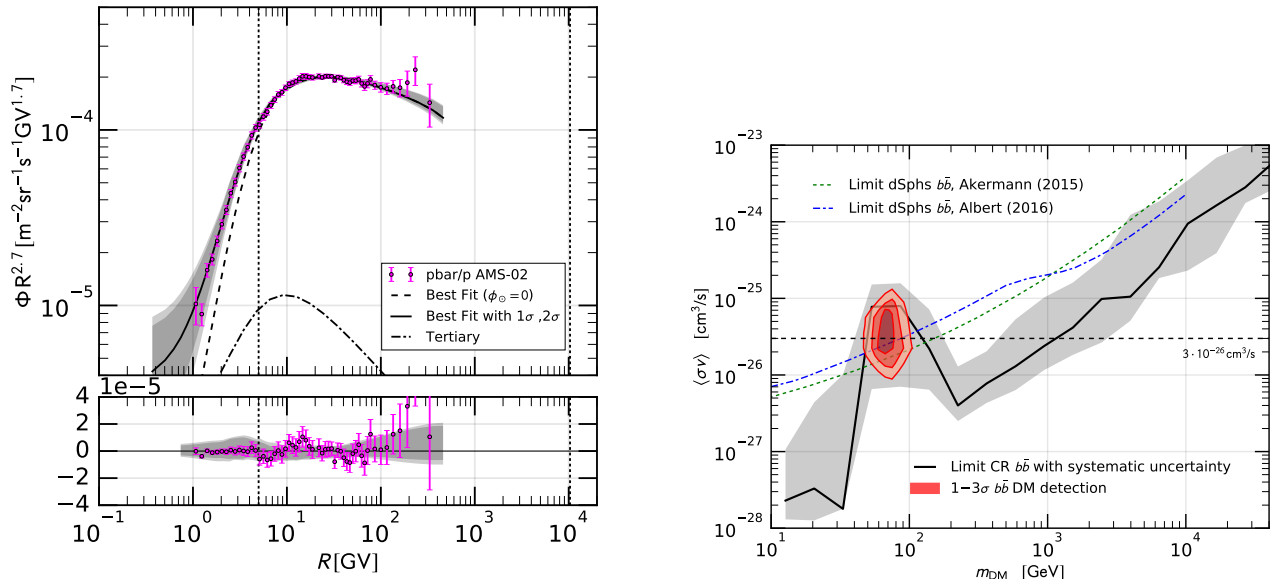 ΦR^2.7 [m^−2 sr^−1 s^−1 GV^1.7]
10^−4
10^−5
pbar/p AMS-02
Best Fit (ϕ_⊙ =0)
Best Fit with 1σ ,2σ
Tertiary
1e−5
4
2
0
−2
−4
10^−1
10^0
10^1
10^2
10^3
10^4
R [GV]
⟨σv⟩ [cm^3/s]
10^−23
10^−24
10^−25
10^−26
10^−27
10^−28
Limit dSphs bb̄, Akermann (2015)
Limit dSphs bb̄, Albert (2016)
3 · 10^−26 cm^3/s
Limit CR bb̄ with systematic uncertainty
1−3σ bb̄ DM detection
10^1
10^2
10^3
10^4
m_DM [GeV]